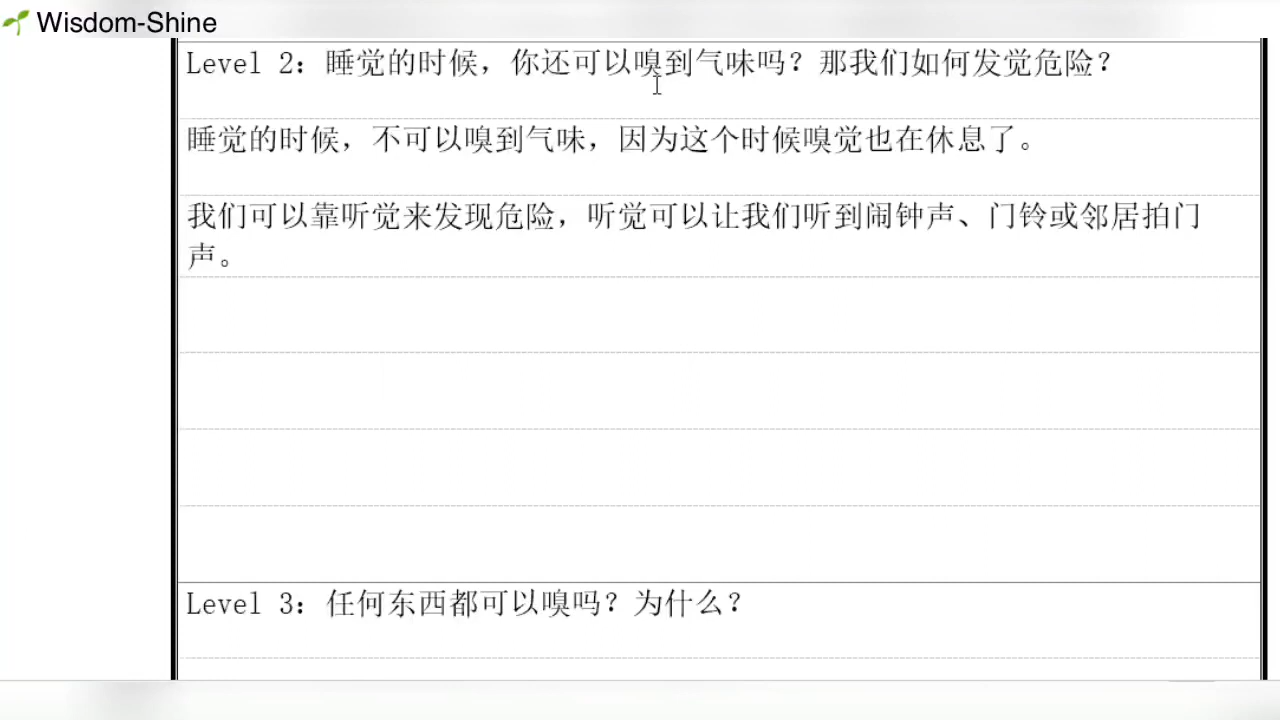 Wisdom-Shine
Level 2：睡觉的时候，你还可以嗅到气味吗？那我们如何发觉危险？
睡觉的时候，不可以嗅到气味，因为这个时候嗅觉也在休息了。
我们可以靠听觉来发现危险，听觉可以让我们听到闹钟声、门铃或邻居拍门
声。
Level 3：任何东西都可以嗅吗？为什么？